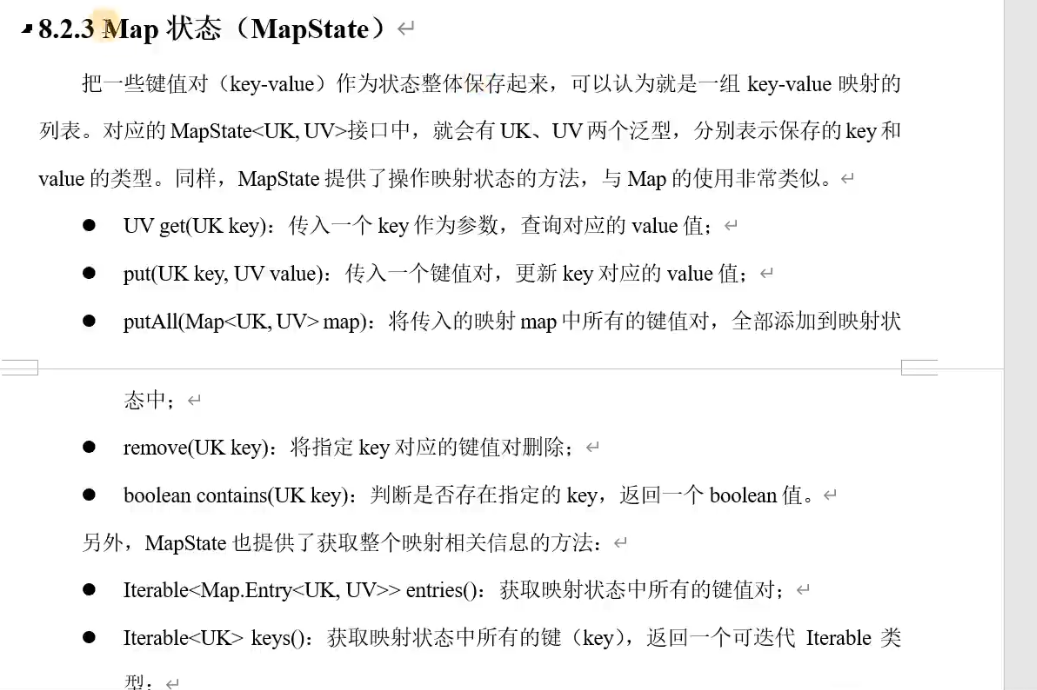 8.2.3 Map 状态（MapState）
把一些键值对（key-value）作为状态整体保存起来，可以认为就是一组 key-value 映射的
列表。对应的 MapState<UK, UV>接口中，就会有 UK、UV 两个泛型，分别表示保存的 key 和
value 的类型。同样，MapState 提供了操作映射状态的方法，与 Map 的使用非常类似。
● UV get(UK key)：传入一个 key 作为参数，查询对应的 value 值；
● put(UK key, UV value)：传入一个键值对，更新 key 对应的 value 值；
● putAll(Map<UK, UV> map)：将传入的映射 map 中所有的键值对，全部添加到映射状
态中；
● remove(UK key)：将指定 key 对应的键值对删除；
● boolean contains(UK key)：判断是否存在指定的 key，返回一个 boolean 值。
另外，MapState 也提供了获取整个映射相关信息的方法：
● Iterable<Map.Entry<UK, UV>> entries()：获取映射状态中所有的键值对；
● Iterable<UK> keys()：获取映射状态中所有的键（key），返回一个可迭代 Iterable 类
型；